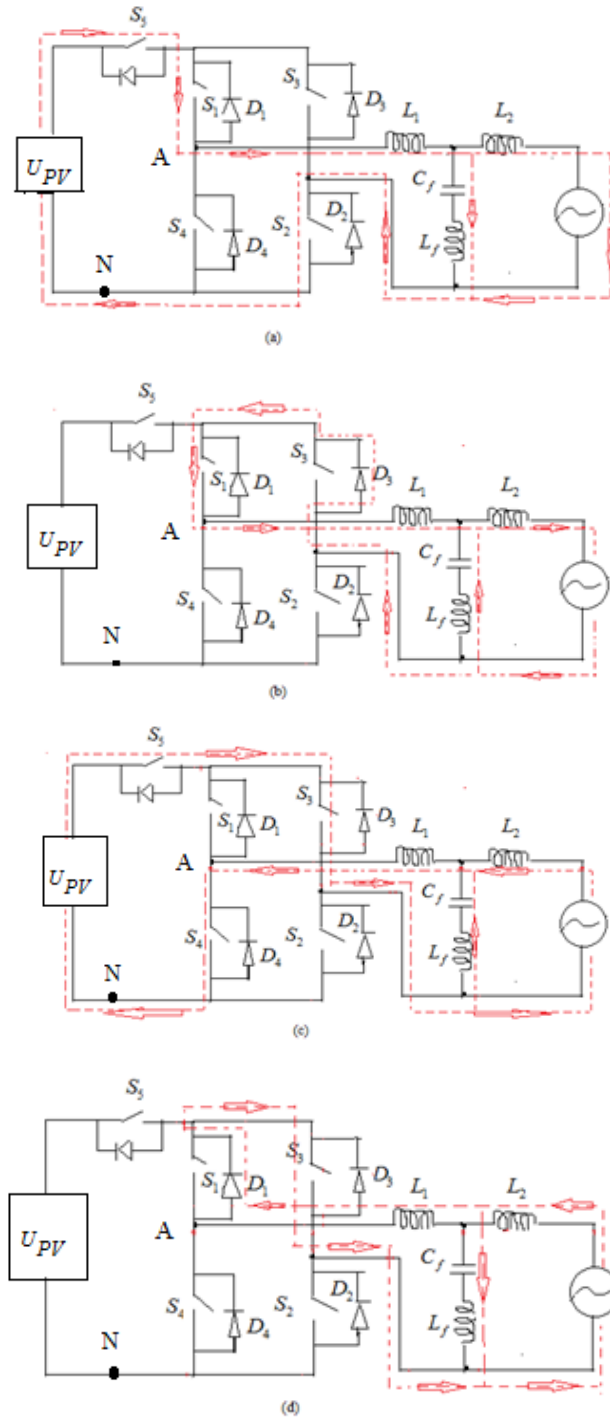 S5
S1 D1 S3 D3 L1 L2
A
UPV Cf
S4 D4 S2 D2 Lf
N
(a)
S5
S1 D1 S3 D3 L1 L2
A
UPV Cf
S4 D4 S2 D2 Lf
N
(b)
S5
S1 D1 S3 D3 L1 L2
A
UPV Cf
S4 D4 S2 D2 Lf
N
(c)
S5
S1 D1 S3 D3 L1 L2
A
UPV Cf
S4 D4 S2 D2 Lf
N
(d)